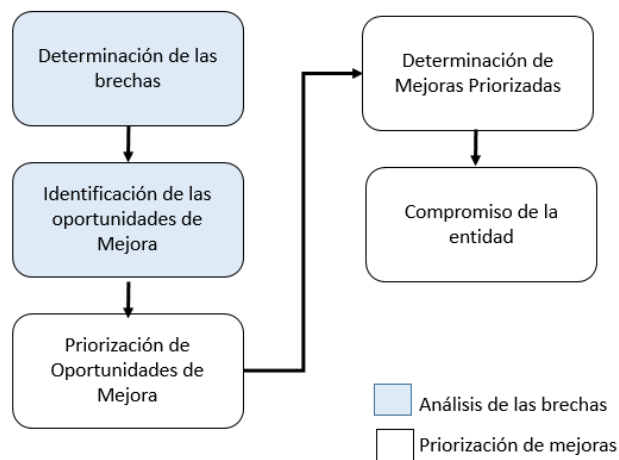 Determinación de las
brechas
Identificación de las
oportunidades de
Mejora
Priorización de
Oportunidades de
Mejora
Determinación de
Mejoras Priorizadas
Compromiso de la
entidad
Análisis de las brechas
Priorización de mejoras